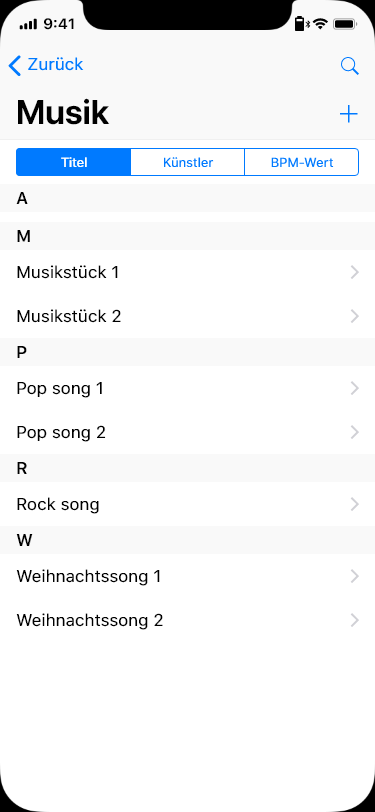 9:41
Zurück
Musik
Titel Künstler BPM-Wert
A
M
Musikstück 1
Musikstück 2
P
Pop song 1
Pop song 2
R
Rock song
W
Weihnachtssong 1
Weihnachtssong 2